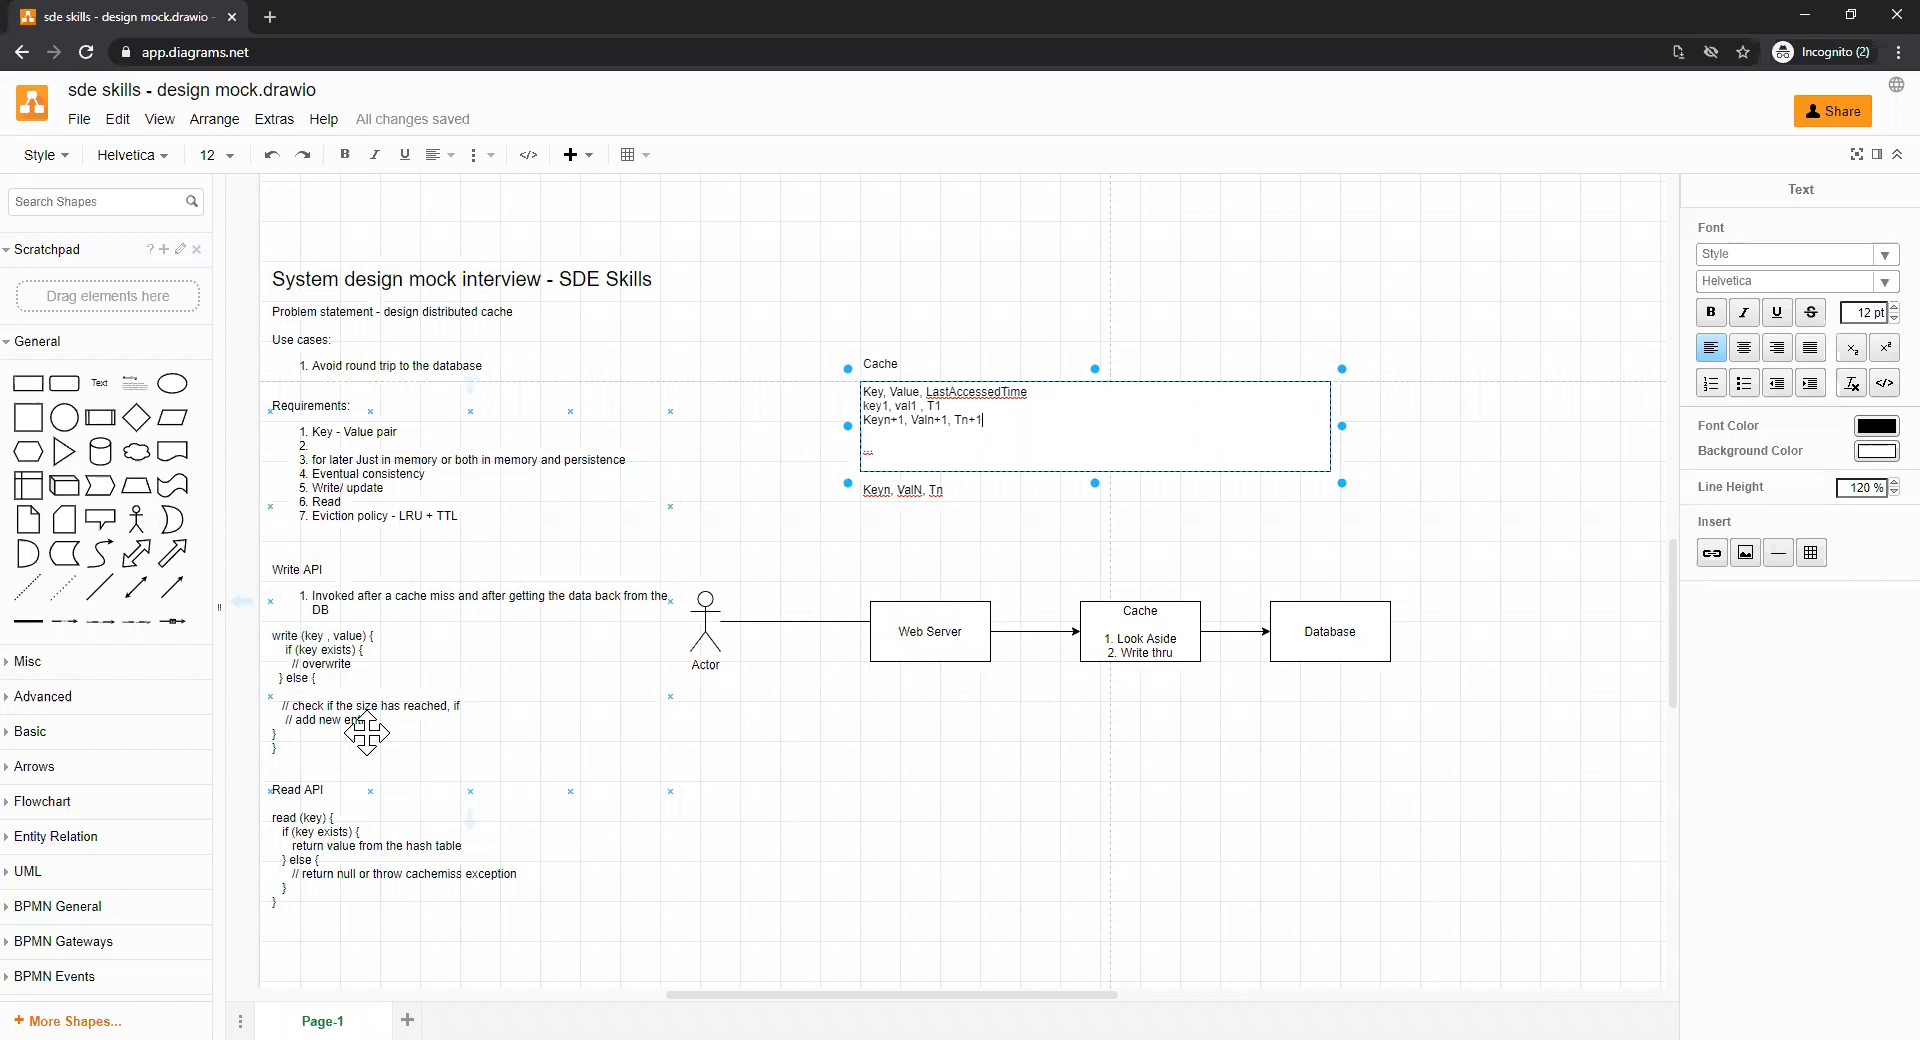 sde skills - design mock.drawio -
app.diagrams.net
Incognito (2)
sde skills - design mock.drawio
File Edit View Arrange Extras Help All changes saved
Share
Style Helvetica 12 B I U
Search Shapes
Scratchpad
Drag elements here
General
Text
Heading
Misc
Advanced
Basic
Arrows
Flowchart
Entity Relation
UML
BPMN General
BPMN Gateways
BPMN Events
+ More Shapes...
System design mock interview - SDE Skills
Problem statement - design distributed cache
Use cases:
1. Avoid round trip to the database
Requirements:
1. Key - Value pair
2.
3. for later Just in memory or both in memory and persistence
4. Eventual consistency
5. Write/ update
6. Read
7. Eviction policy - LRU + TTL
Write API
1. Invoked after a cache miss and after getting the data back from the
DB
write (key , value) {
if (key exists) {
// overwrite
} else {
// check if the size has reached, if
// add new
}
}
Read API
read (key) {
if (key exists) {
return value from the hash table
} else {
// return null or throw cachemiss exception
}
}
Cache
Key, Value, LastAccessedTime
key1, val1 , T1
Keyn+1, Valn+1, Tn+1
...
Keyn, ValN, Tn
Actor
Web Server
Cache
1. Look Aside
2. Write thru
Database
Page-1
Text
Font
Style
Helvetica
B I U S 12 pt
Font Color
Background Color
Line Height 120 %
Insert